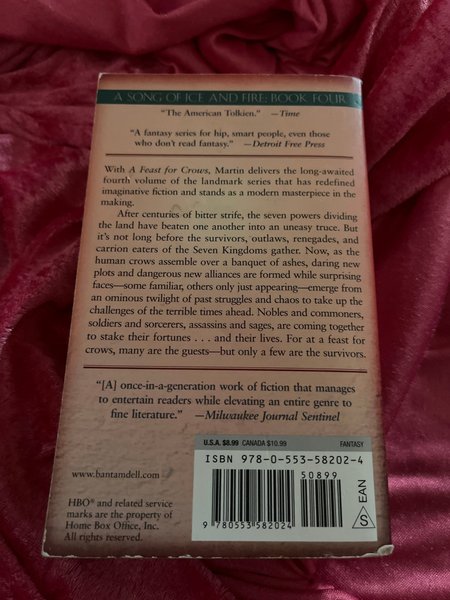 A SONG OF ICE AND FIRE: BOOK FOUR
"The American Tolkien." —Time
"A fantasy series for hip, smart people, even those
who don't read fantasy." —Detroit Free Press
With A Feast for Crows, Martin delivers the long-awaited
fourth volume of the landmark series that has redefined
imaginative fiction and stands as a modern masterpiece in the
making.
After centuries of bitter strife, the seven powers dividing
the land have beaten one another into an uneasy truce. But
it's not long before the survivors, outlaws, renegades, and
carrion eaters of the Seven Kingdoms gather. Now, as the
human crows assemble over a banquet of ashes, daring new
plots and dangerous new alliances are formed while surprising
faces—some familiar, others only just appearing—emerge from
an ominous twilight of past struggles and chaos to take up the
challenges of the terrible times ahead. Nobles and commoners,
soldiers and sorcerers, assassins and sages, are coming together
to stake their fortunes . . . and their lives. For at a feast for
crows, many are the guests—but only a few are the survivors.
"[A] once-in-a-generation work of fiction that manages
to entertain readers while elevating an entire genre to
fine literature." —Milwaukee Journal Sentinel
U.S.A. $8.99 CANADA $10.99 FANTASY
ISBN 978-0-553-58202-4
50899
www.bantamdell.com
HBO® and related service
marks are the property of
Home Box Office, Inc.
All rights reserved.
9 780553 582024
S EAN